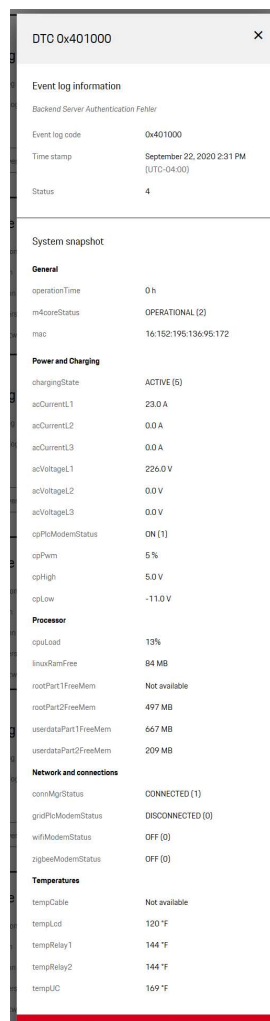 DTC 0x401000
Event log information
Backend Server Authentication Fehler
Event log code 0x401000
Time stamp September 22, 2020 2:31 PM
(UTC-04:00)
Status 4
System snapshot
General
operationTime 0 h
m4coreStatus OPERATIONAL (2)
mac 16:152:195:136:95:172
Power and Charging
chargingState ACTIVE (5)
acCurrentL1 23.0 A
acCurrentL2 0.0 A
acCurrentL3 0.0 A
acVoltageL1 226.0 V
acVoltageL2 0.0 V
acVoltageL3 0.0 V
cpPlcModemStatus ON (1)
cpPwm 5 %
cpHigh 5.0 V
cpLow -11.0 V
Processor
cpuLoad 13%
linuxRamFree 84 MB
rootPart1FreeMem Not available
rootPart2FreeMem 497 MB
userdataPart1FreeMem 667 MB
userdataPart2FreeMem 209 MB
Network and connections
connMgrStatus CONNECTED (1)
gridPlcModemStatus DISCONNECTED (0)
wifiModemStatus OFF (0)
zigbeeModemStatus OFF (0)
Temperatures
tempCable Not available
tempLcd 120 °F
tempRelay1 144 °F
tempRelay2 144 °F
tempUC 169 °F